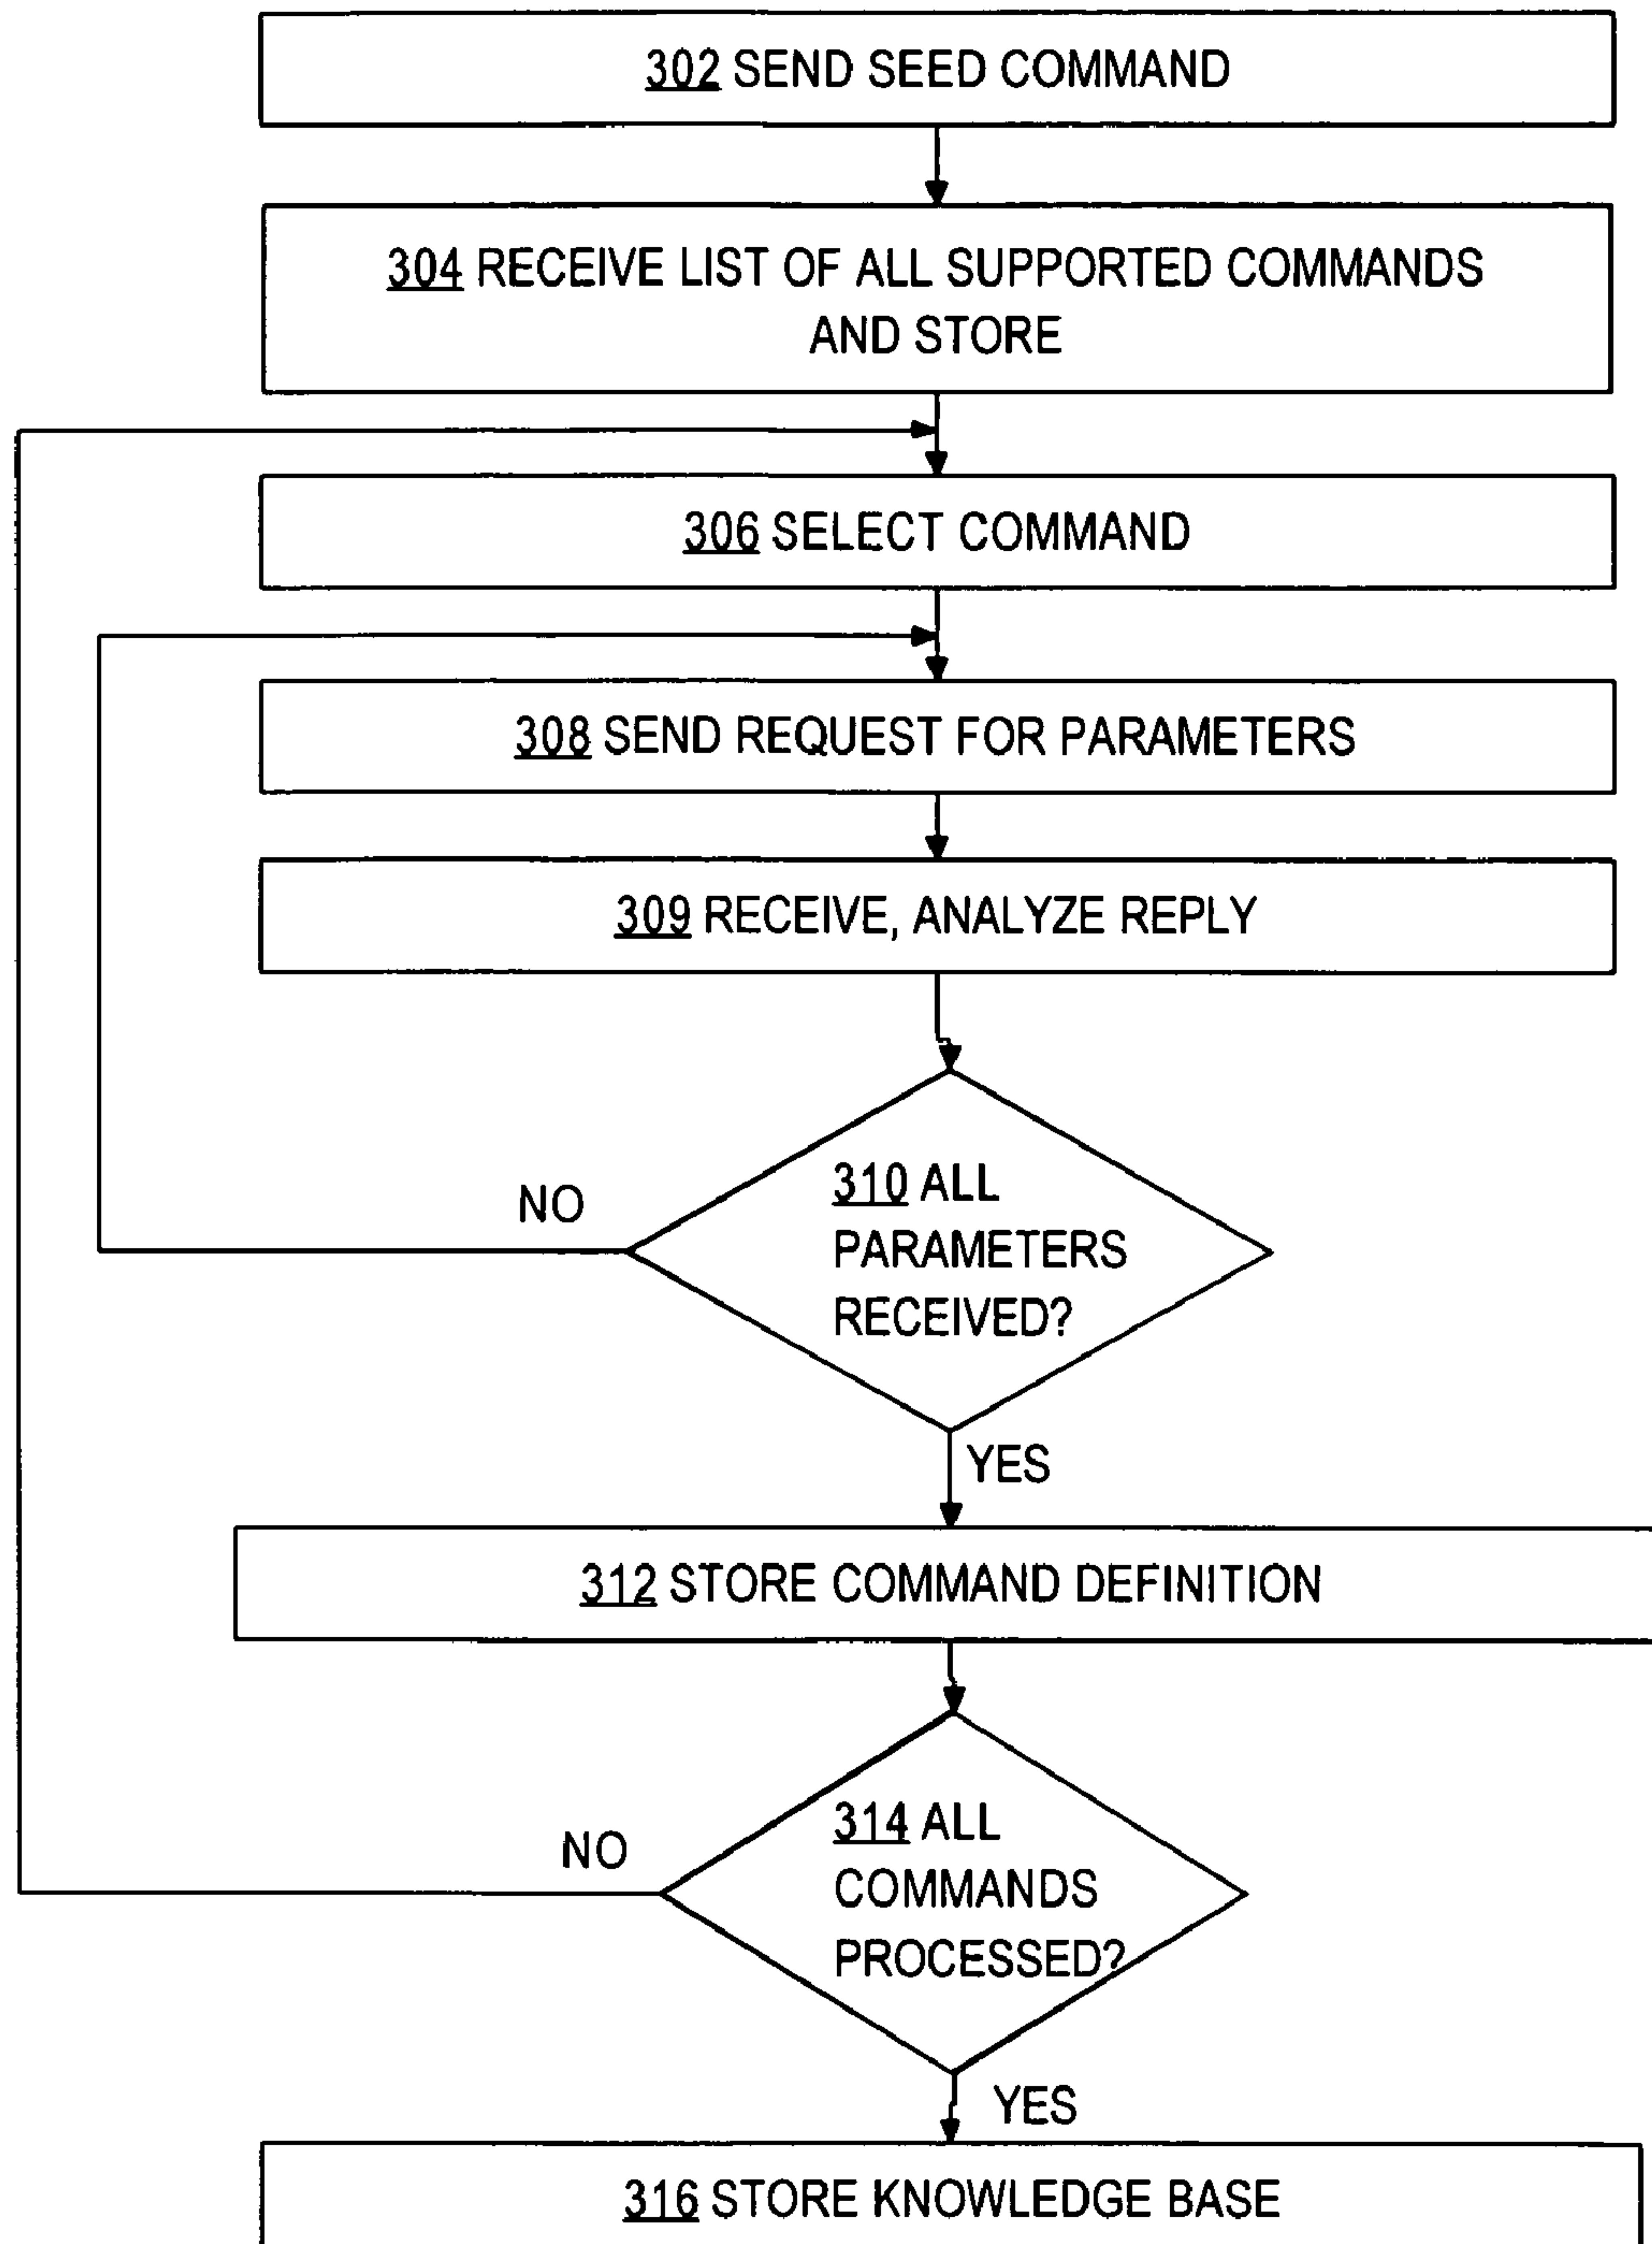 302 SEND SEED COMMAND
304 RECEIVE LIST OF ALL SUPPORTED COMMANDS
AND STORE
306 SELECT COMMAND
308 SEND REQUEST FOR PARAMETERS
309 RECEIVE, ANALYZE REPLY
310 ALL
PARAMETERS
RECEIVED?
NO
YES
312 STORE COMMAND DEFINITION
314 ALL
COMMANDS
PROCESSED?
NO
YES
316 STORE KNOWLEDGE BASE